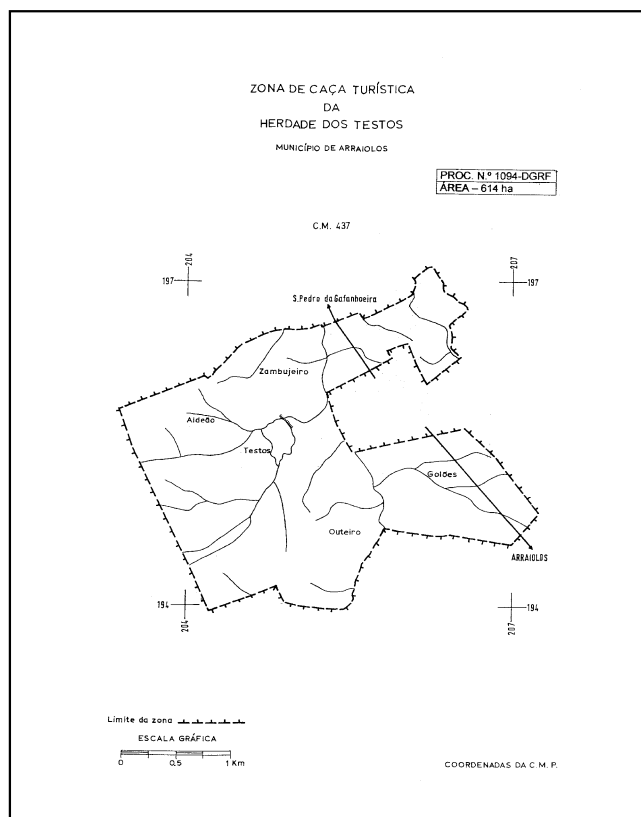 ZONA DE CAÇA TURÍSTICA
DA
HERDADE DOS TESTOS
MUNICÍPIO DE ARRAIOLOS
PROC. N.º 1094-DGRF
ÁREA – 614 ha
C.M. 437
204
197
207
197
S.Pedro da Gafanhoeira
Zambujeiro
Aldeão
Testos
Golões
Outeiro
ARRAIOLOS
194
204
207
194
Límite da zona
ESCALA GRÁFICA
0 0,5 1 Km
COORDENADAS DA C. M. P.